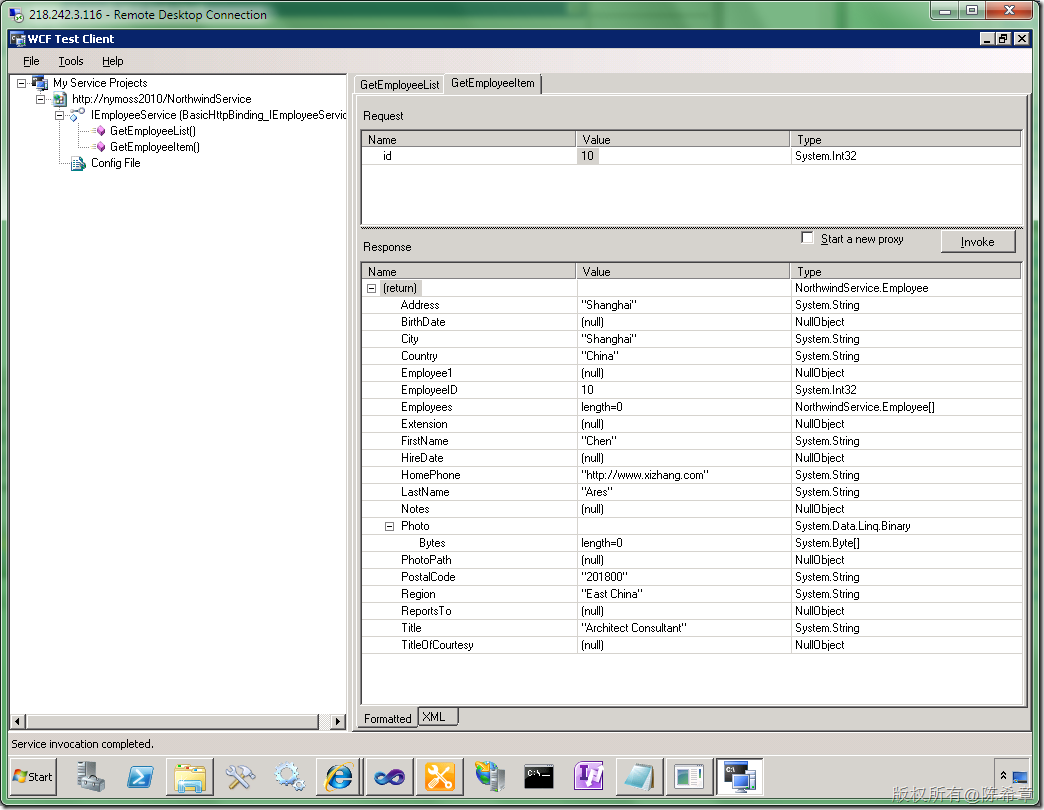 218.242.3.116 - Remote Desktop Connection
WCF Test Client
File Tools Help
My Service Projects
http://nymoss2010/NorthwindService
IEmployeeService (BasicHttpBinding_IEmployeeServic
GetEmployeeList()
GetEmployeeItem()
Config File
GetEmployeeList GetEmployeeItem
Request
Name Value Type
id 10 System.Int32
Response
Start a new proxy
Invoke
Name Value Type
(return) NorthwindService.Employee
Address "Shanghai" System.String
BirthDate (null) NullObject
City "Shanghai" System.String
Country "China" System.String
Employee1 (null) NullObject
EmployeeID 10 System.Int32
Employees length=0 NorthwindService.Employee[]
Extension (null) NullObject
FirstName "Chen" System.String
HireDate (null) NullObject
HomePhone "http://www.xizhang.com" System.String
LastName "Ares" System.String
Notes (null) NullObject
Photo System.Data.Linq.Binary
Bytes length=0 System.Byte[]
PhotoPath (null) NullObject
PostalCode "201800" System.String
Region "East China" System.String
ReportsTo (null) NullObject
Title "Architect Consultant" System.String
TitleOfCourtesy (null) NullObject
Formatted XML
Service invocation completed.
Start
版权所有@陈希章